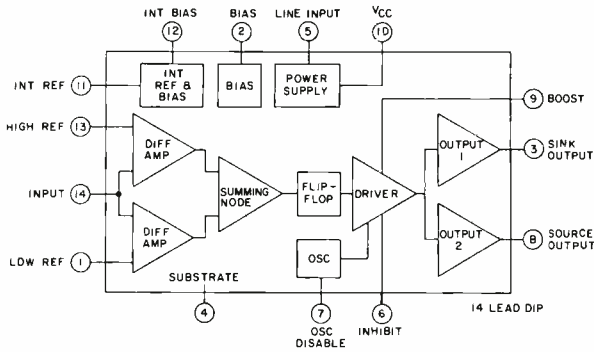 INT BIAS
12
BIAS
2
LINE INPUT
5
VCC
10
INT REF 11
INT
REF &
BIAS
BIAS
POWER
SUPPLY
9 BOOST
HIGH REF 13
DIFF
AMP
OUTPUT
1
3 SINK
OUTPUT
INPUT 14
SUMMING
NODE
FLIP-
FLOP
DRIVER
DIFF
AMP
OUTPUT
2
8 SOURCE
OUTPUT
LOW REF 1
OSC
SUBSTRATE
4
7
OSC
DISABLE
6
INHIBIT
14 LEAD DIP